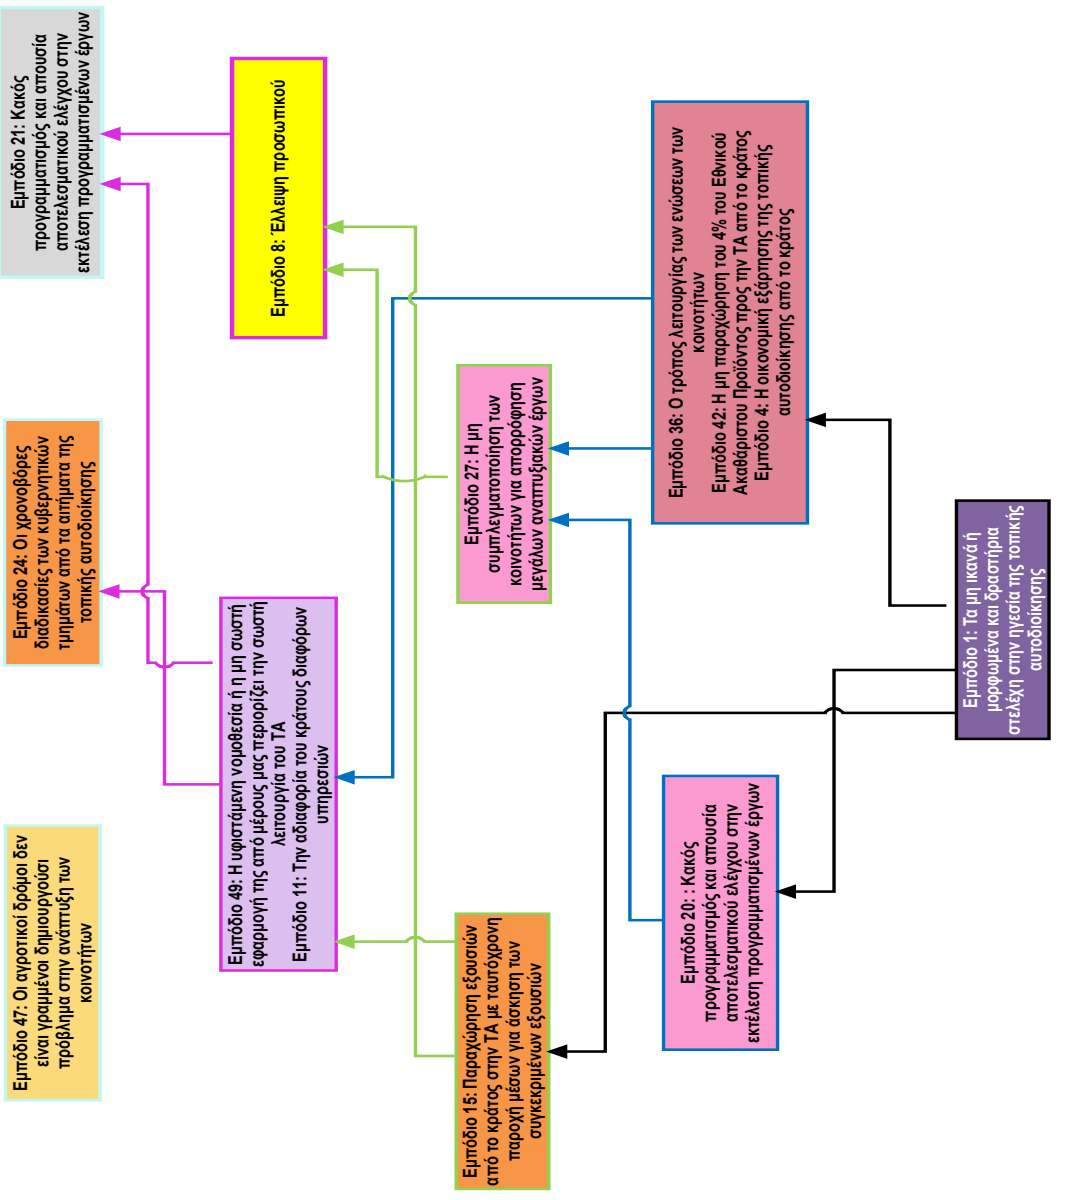 Εμπόδιο 47: Οι αγροτικοί δρόμοι δεν
είναι γραμμένοι δημιουργούσι
πρόβλημα στην ανάπτυξη των
κοινοτήτων
Εμπόδιο 24: Οι χρονοβόρες
διαδικασίες των κυβερνητικών
τμημάτων από τα αιτήματα της
τοπικής αυτοδιοίκησης
Εμπόδιο 21: Κακός
προγραμματισμός και απουσία
αποτελεσματικού ελέγχου στην
εκτέλεση προγραμματισμένων έργων
Εμπόδιο 49: Η υφιστάμενη νομοθεσία ή η μη σωστή
εφαρμογή της από μέρους μας περιορίζει την σωστή
λειτουργία του ΤΑ
Εμπόδιο 11: Την αδιαφορία του κράτους διαφόρων
υπηρεσιών
Εμπόδιο 8: Έλλειψη προσωπικού
Εμπόδιο 15: Παραχώρηση εξουσιών
από το κράτος στην ΤΑ με ταυτόχρονη
παροχή μέσων για άσκηση των
συγκεκριμένων εξουσιών
Εμπόδιο 27: Η μη
συμπλεγματοποίηση των
κοινοτήτων για απορρόφηση
μεγάλων αναπτυξιακών έργων
Εμπόδιο 20: : Κακός
προγραμματισμός και απουσία
αποτελεσματικού ελέγχου στην
εκτέλεση προγραμματισμένων έργων
Εμπόδιο 36: Ο τρόπος λειτουργίας των ενώσεων των
κοινοτήτων
Εμπόδιο 42: Η μη παραχώρηση του 4% του Εθνικού
Ακαθάριστου Προϊόντος προς την ΤΑ από το κράτος
Εμπόδιο 4: Η οικονομική εξάρτησης της τοπικής
αυτοδιοίκησης από το κράτος
Εμπόδιο 1: Τα μη ικανά ή
μορφωμένα και δραστήρια
στελέχη στην ηγεσία της τοπικής
αυτοδιοίκησης